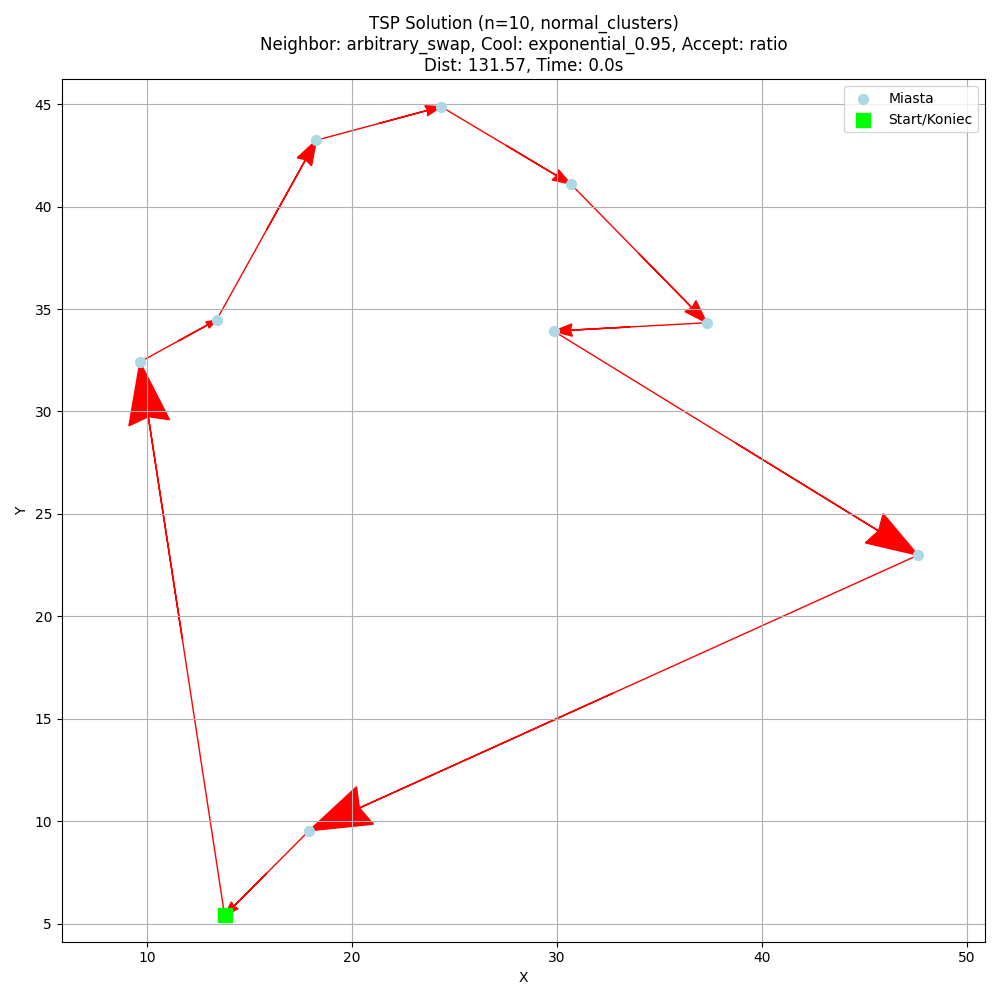 TSP Solution (n=10, normal_clusters)
Neighbor: arbitrary_swap, Cool: exponential_0.95, Accept: ratio
Dist: 131.57, Time: 0.0s
Miasta
Start/Koniec
45
40
35
30
25
20
15
10
5
Y
10
20
30
40
50
X